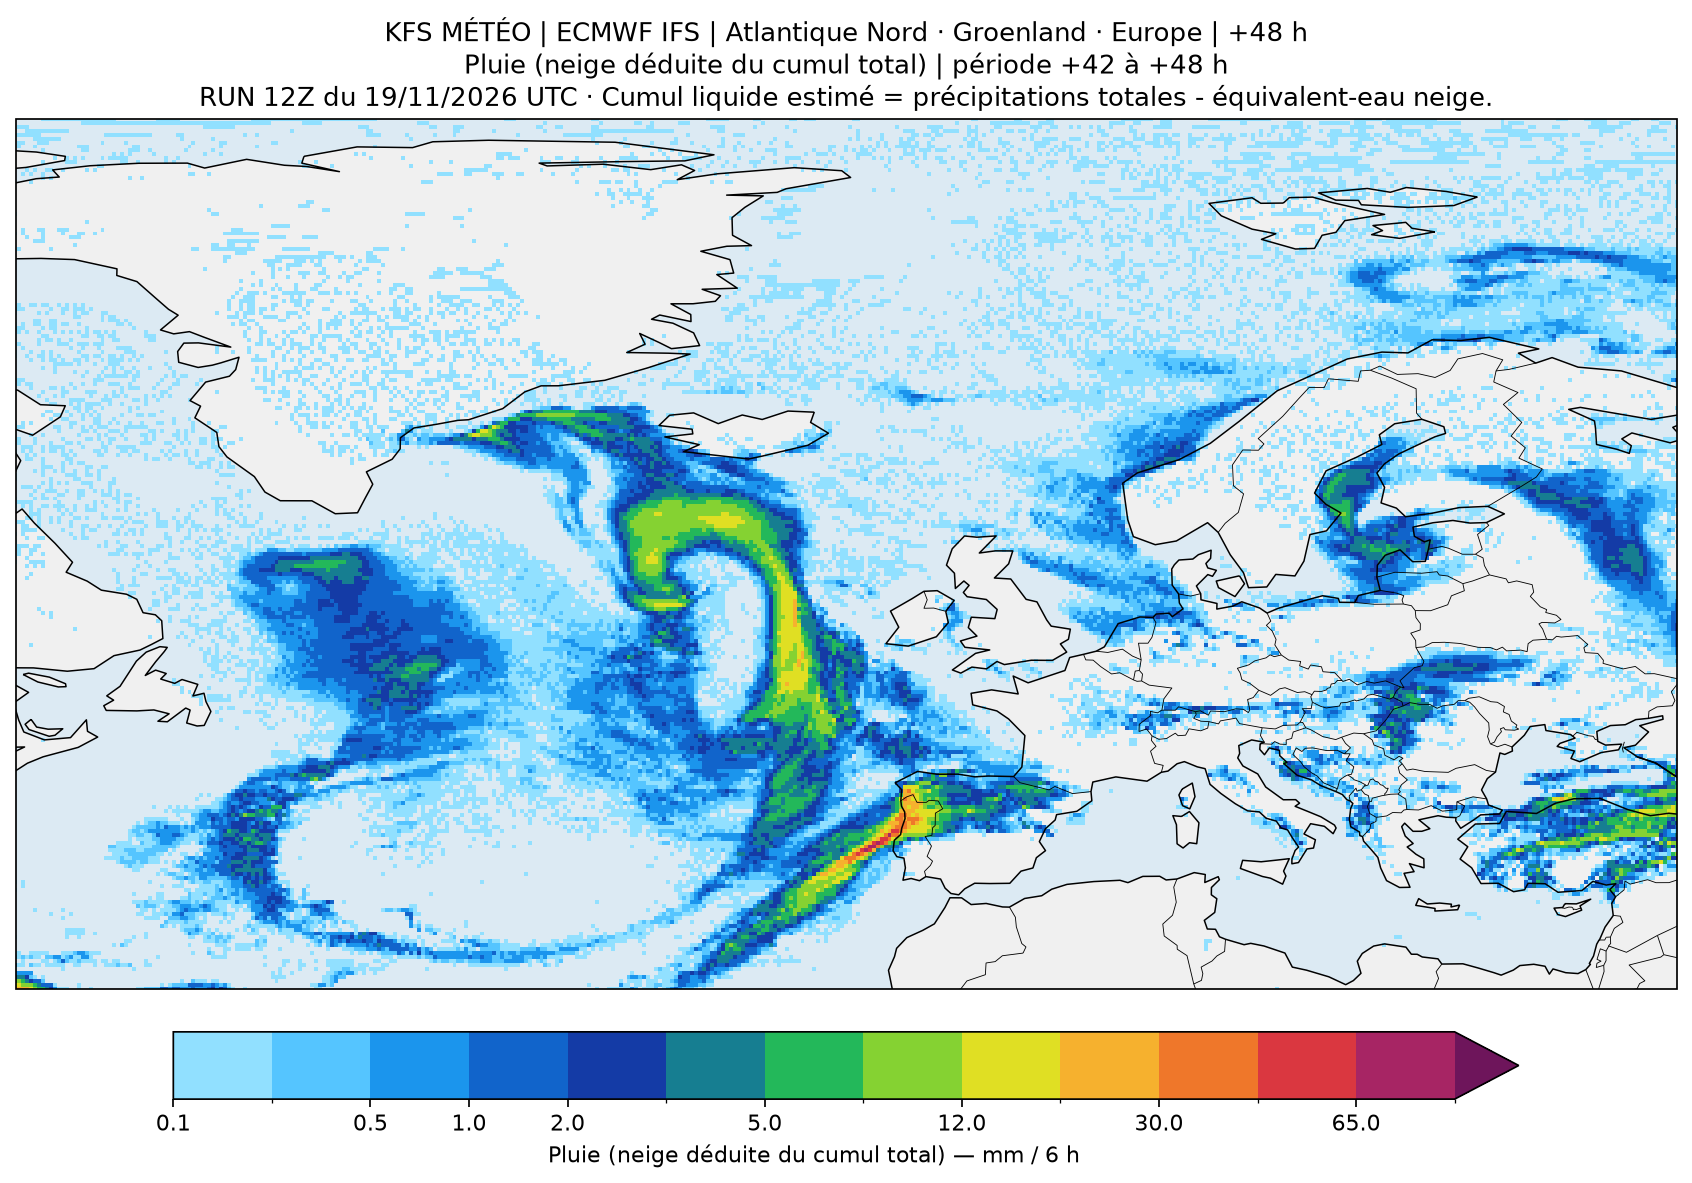 KFS MÉTÉO | ECMWF IFS | Atlantique Nord · Groenland · Europe | +48 h
Pluie (neige déduite du cumul total) | période +42 à +48 h
RUN 12Z du 19/11/2026 UTC · Cumul liquide estimé = précipitations totales - équivalent-eau neige.
0.1 0.5 1.0 2.0 5.0 12.0 30.0 65.0
Pluie (neige déduite du cumul total) — mm / 6 h